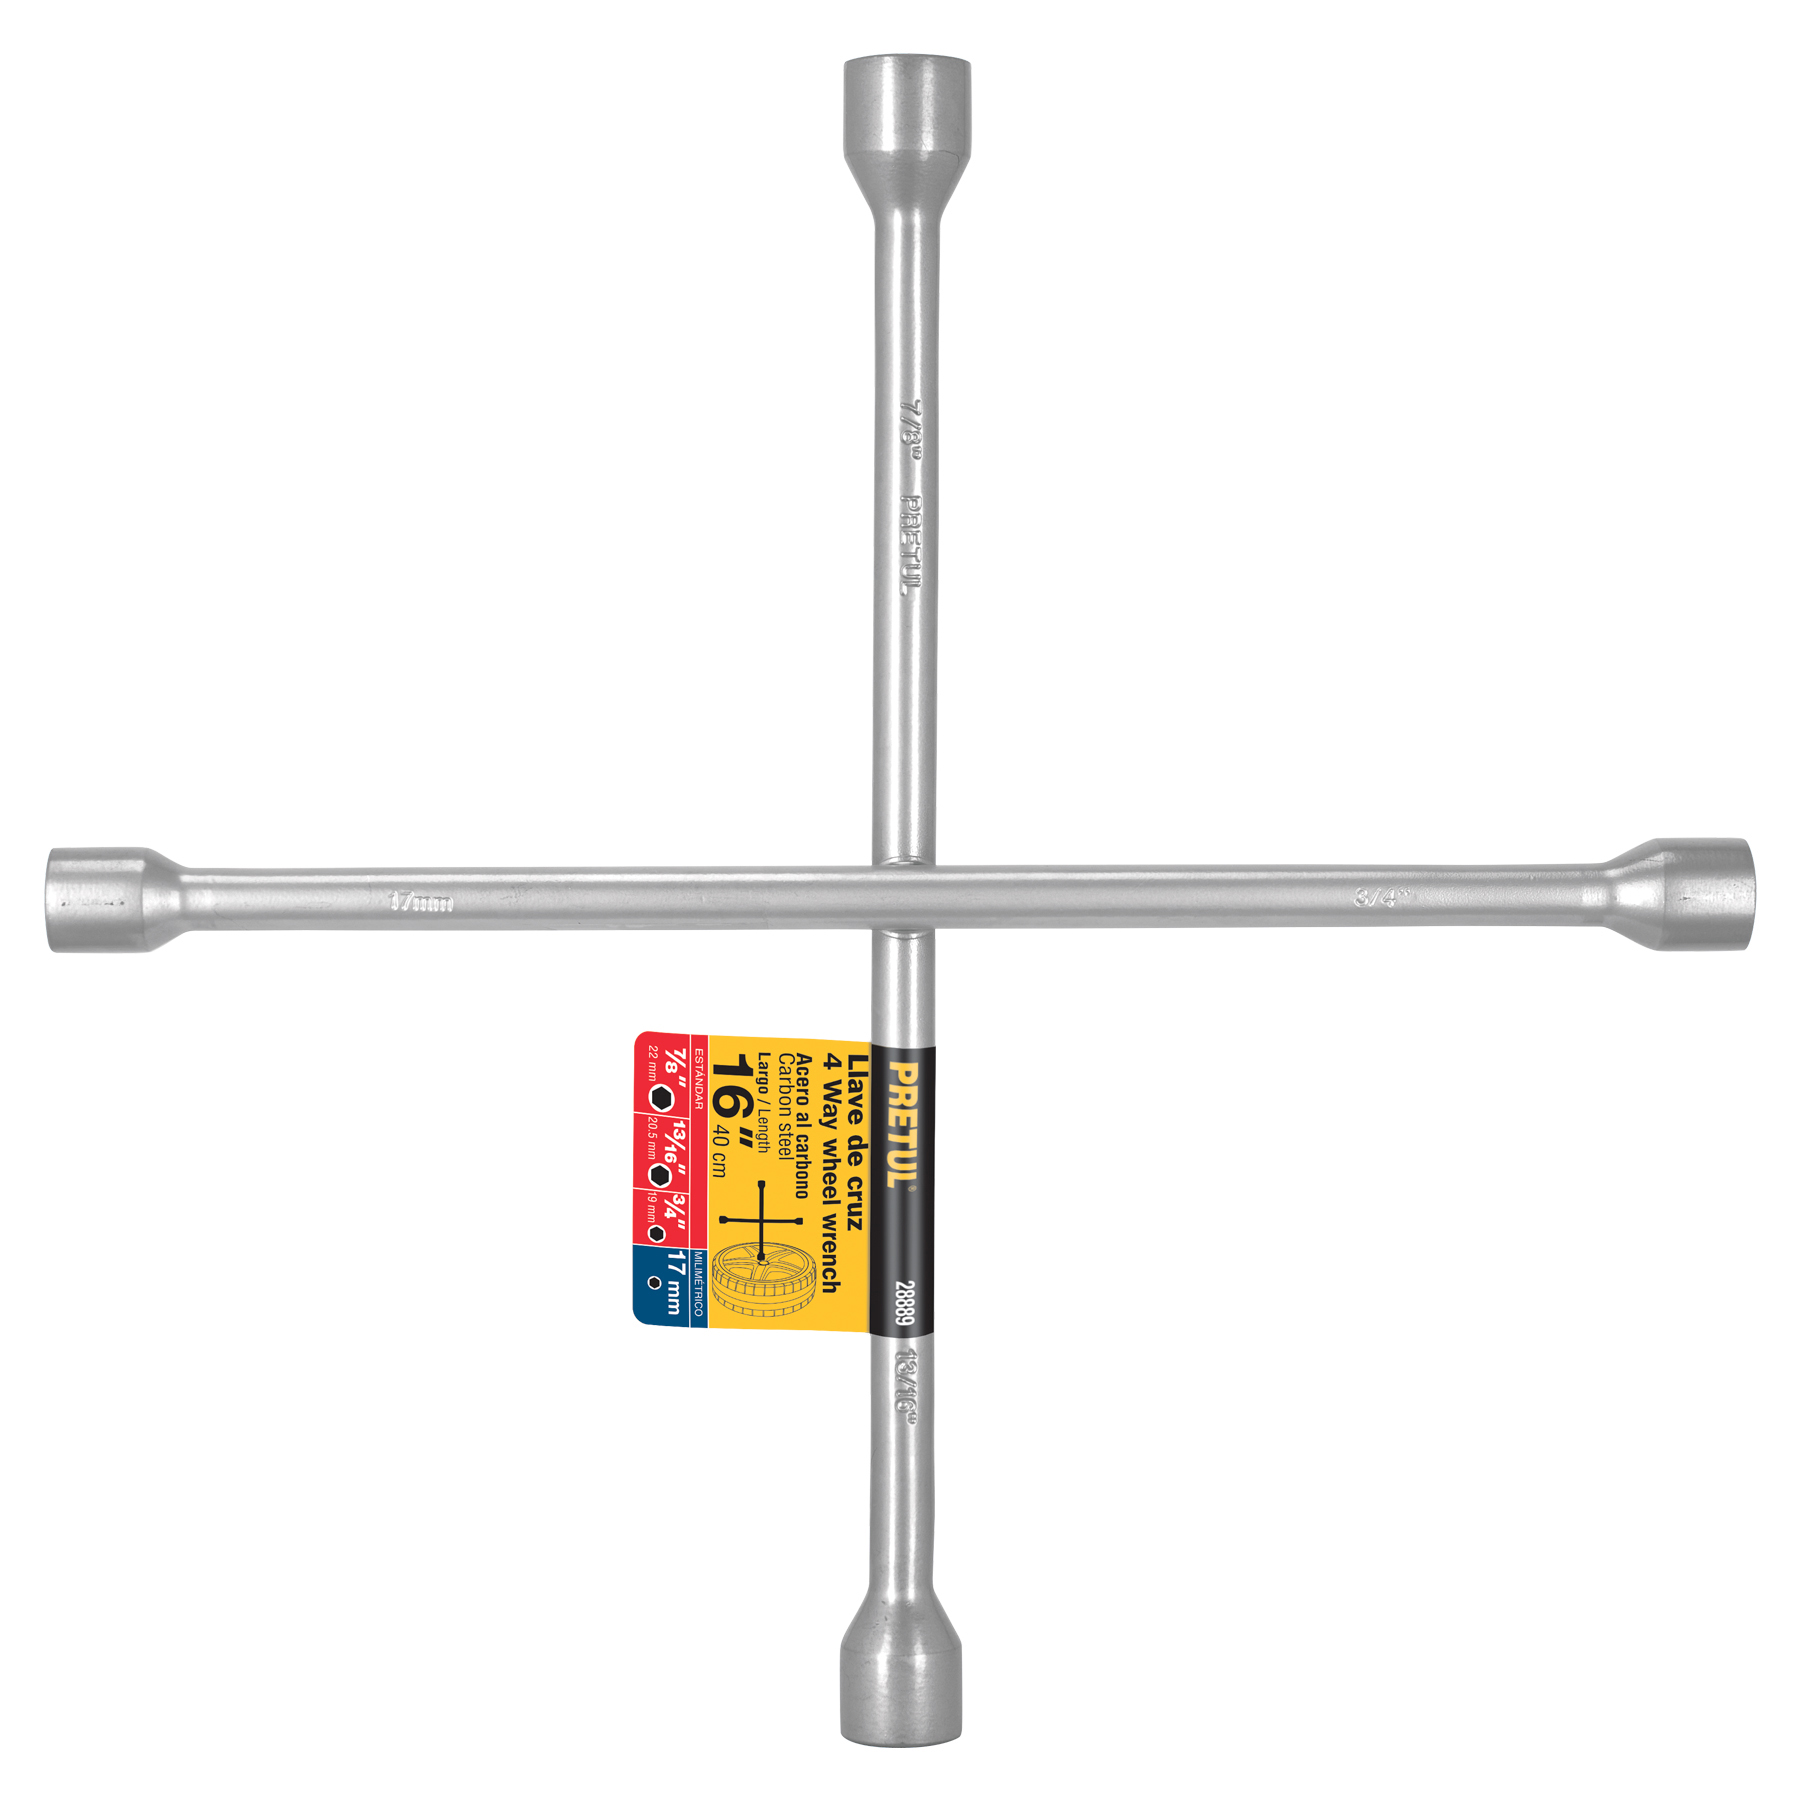 7/8" PRETUL
17mm
3/4"
PRETUL®
28889
Llave de cruz
4 Way wheel wrench
Acero al carbono
Carbon steel
Largo / Length
16" 40 cm
ESTÁNDAR
MILIMÉTRICO
7/8"
22 mm
13/16"
20.5 mm
3/4"
19 mm
17 mm
13/16"